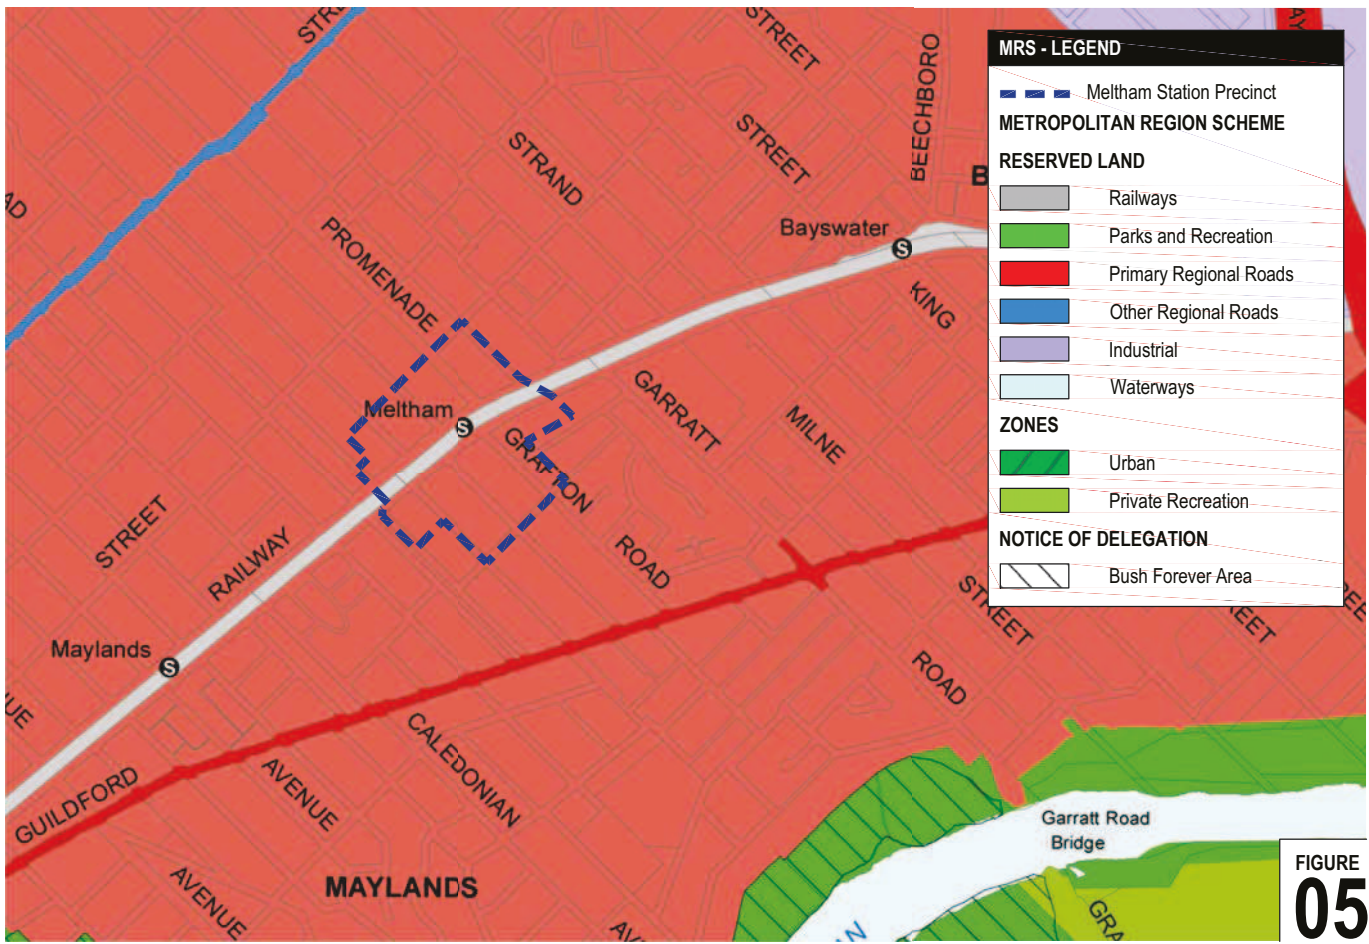 STREET
BEECHBORO
STREET
STRAND
PROMENADE
Bayswater
S
KING
Meltham
S
GRAFTON
GARRATT
MILNE
STREET
RAILWAY
ROAD
Maylands
S
STREET
ROAD
CALEDONIAN
AVENUE
GUILDFORD
AVENUE
MAYLANDS
Garratt Road
Bridge
MRS - LEGEND
Meltham Station Precinct
METROPOLITAN REGION SCHEME
RESERVED LAND
Railways
Parks and Recreation
Primary Regional Roads
Other Regional Roads
Industrial
Waterways
ZONES
Urban
Private Recreation
NOTICE OF DELEGATION
Bush Forever Area
FIGURE
05